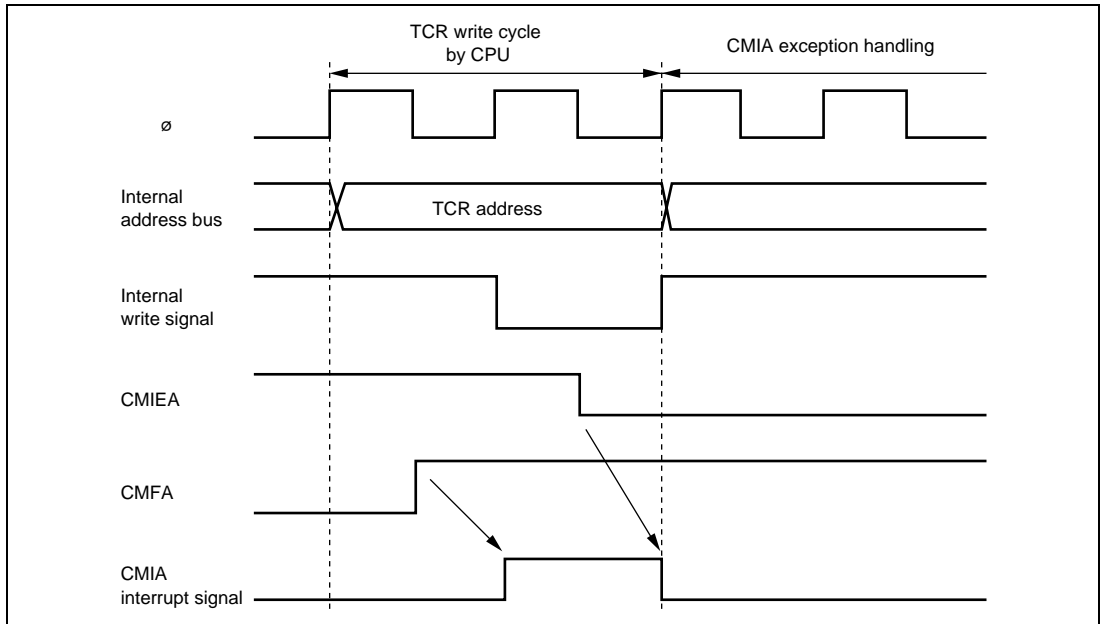 TCR write cycle
by CPU
CMIA exception handling
ø
Internal
address bus
TCR address
Internal
write signal
CMIEA
CMFA
CMIA
interrupt signal